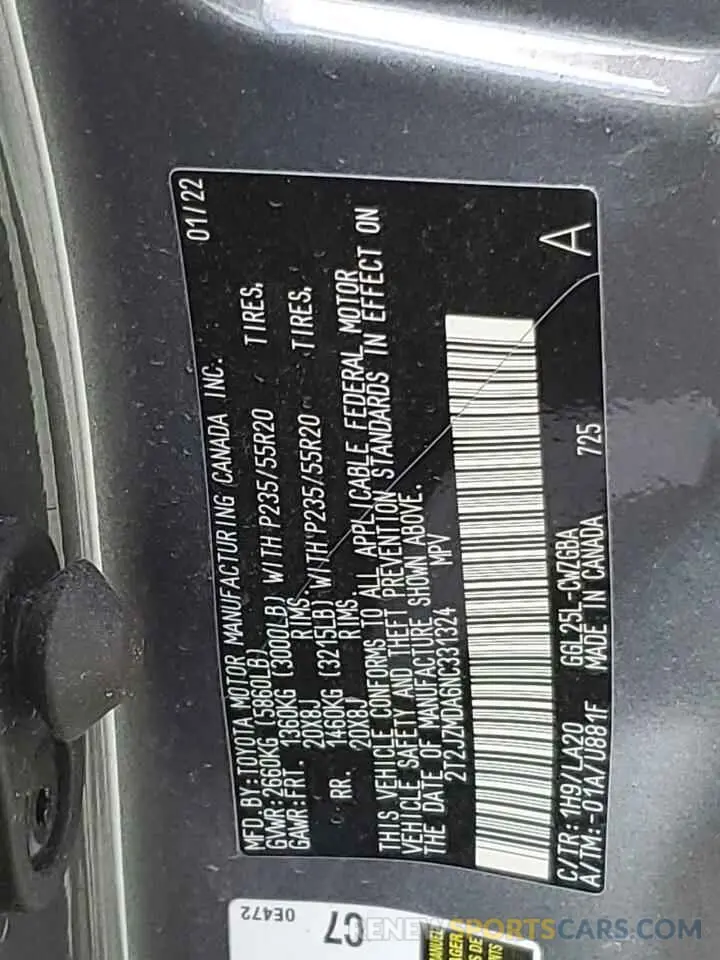 MFD. BY: TOYOTA MOTOR MANUFACTURING CANADA INC. 01/22
GVWR: 2660KG (5860LB)
GAWR: FRT. 1360KG (3000LB) WITH P235/55R20 TIRES,
20X8J RIMS
RR. 1460KG (3215LB) WITH P235/55R20 TIRES,
20X8J RIMS
THIS VEHICLE CONFORMS TO ALL APPLICABLE FEDERAL MOTOR
VEHICLE SAFETY AND THEFT PREVENTION STANDARDS IN EFFECT ON
THE DATE OF MANUFACTURE SHOWN ABOVE.
2T2JZMDA6NC331324 MPV
C/TR: 1H9/LA20 GGL25L-CWZGBA
A/TM: -01A/U881F MADE IN CANADA 725
A
0E472
C7
RENEWSPORTSCARS.COM